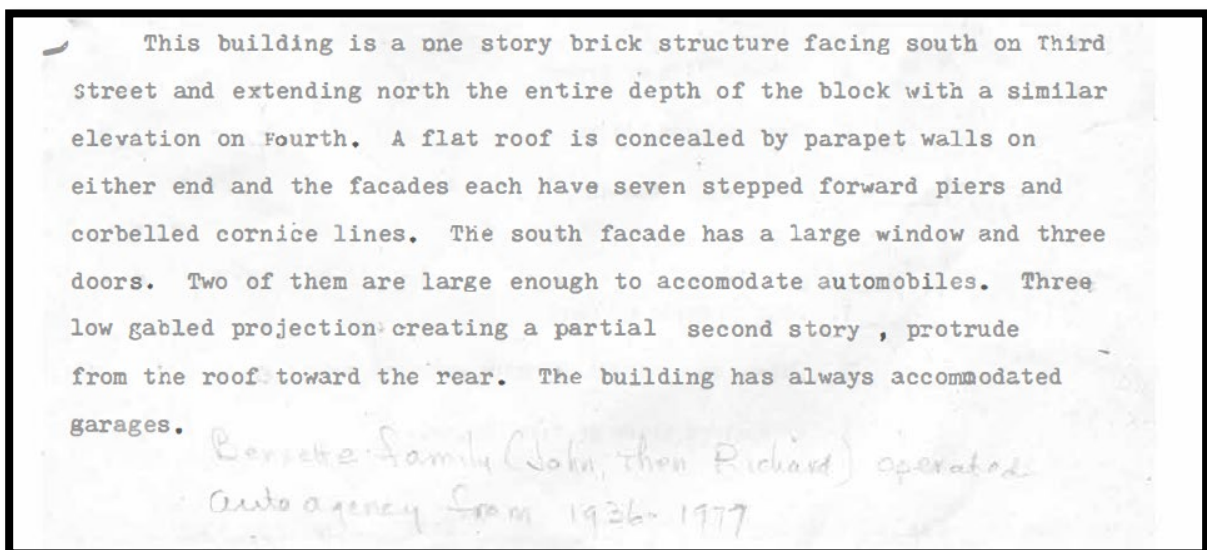 This building is a one story brick structure facing south on Third
Street and extending north the entire depth of the block with a similar
elevation on Fourth. A flat roof is concealed by parapet walls on
either end and the facades each have seven stepped forward piers and
corbelled cornice lines. The south facade has a large window and three
doors. Two of them are large enough to accomodate automobiles. Three
low gabled projection creating a partial second story , protrude
from the roof toward the rear. The building has always accommodated
garages.
family (John, then Richard) operated
auto agency from 1936-1977